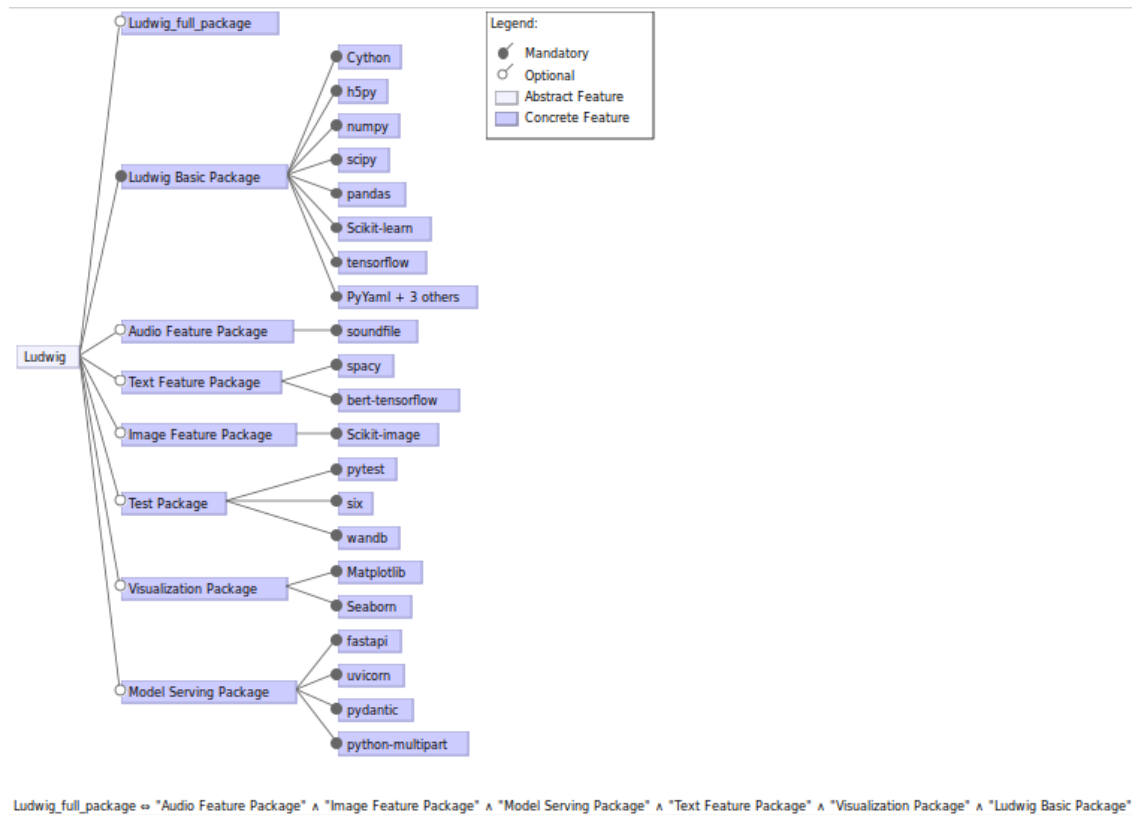 Ludwig_full_package
Legend:
Mandatory
Optional
Abstract Feature
Concrete Feature
Cython
h5py
numpy
scipy
Ludwig Basic Package
pandas
Scikit-learn
tensorflow
PyYaml + 3 others
Audio Feature Package
soundfile
Ludwig
Text Feature Package
spacy
bert-tensorflow
Image Feature Package
Scikit-image
Test Package
pytest
six
wandb
Visualization Package
Matplotlib
Seaborn
Model Serving Package
fastapi
uvicorn
pydantic
python-multipart
Ludwig_full_package ⇔ "Audio Feature Package" ∧ "Image Feature Package" ∧ "Model Serving Package" ∧ "Text Feature Package" ∧ "Visualization Package" ∧ "Ludwig Basic Package"